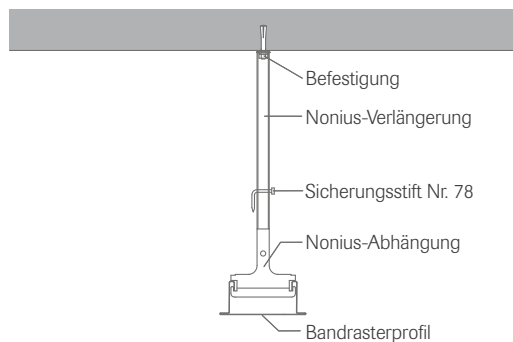 Befestigung
Nonius-Verlängerung
Sicherungsstift Nr. 78
Nonius-Abhängung
Bandrasterprofil